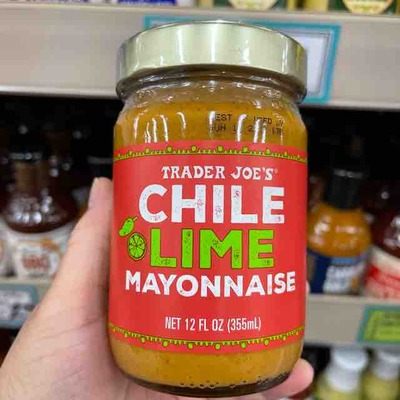 TRADER JOE'S®
CHILE
LIME
MAYONNAISE
NET 12 FL OZ (355mL)